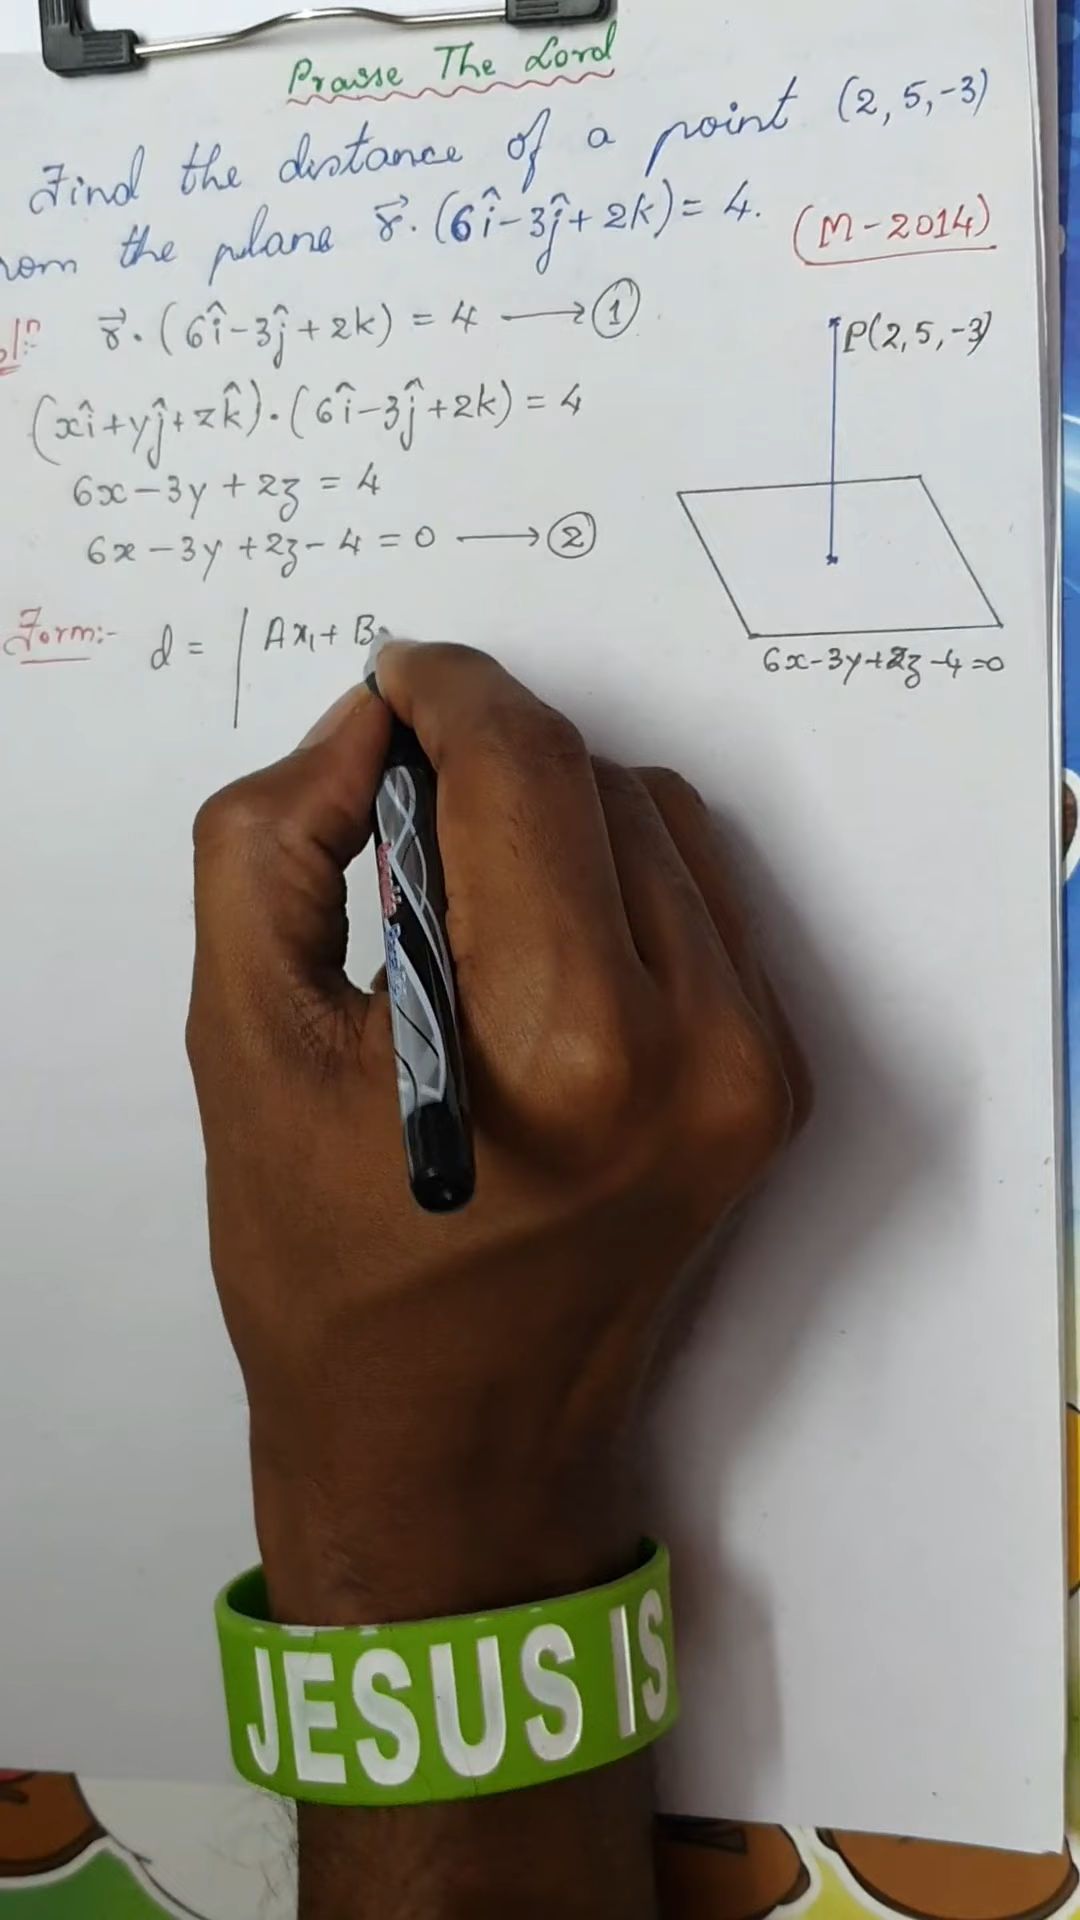 Praise The Lord
Find the distance of a point (2, 5, -3)
rom the plane r⃗. (6î - 3ĵ + 2k) = 4. (M - 2014)
ol!n r⃗. (6î - 3ĵ + 2k) = 4 ⟶ ①
P(2, 5, -3)
(xî + yĵ + zk̂). (6î - 3ĵ + 2k) = 4
6x - 3y + 2z = 4
6x - 3y + 2z - 4 = 0 ⟶ ②
Form:- d = | Ax₁ + B
6x - 3y + 2z - 4 = 0
JESUS IS